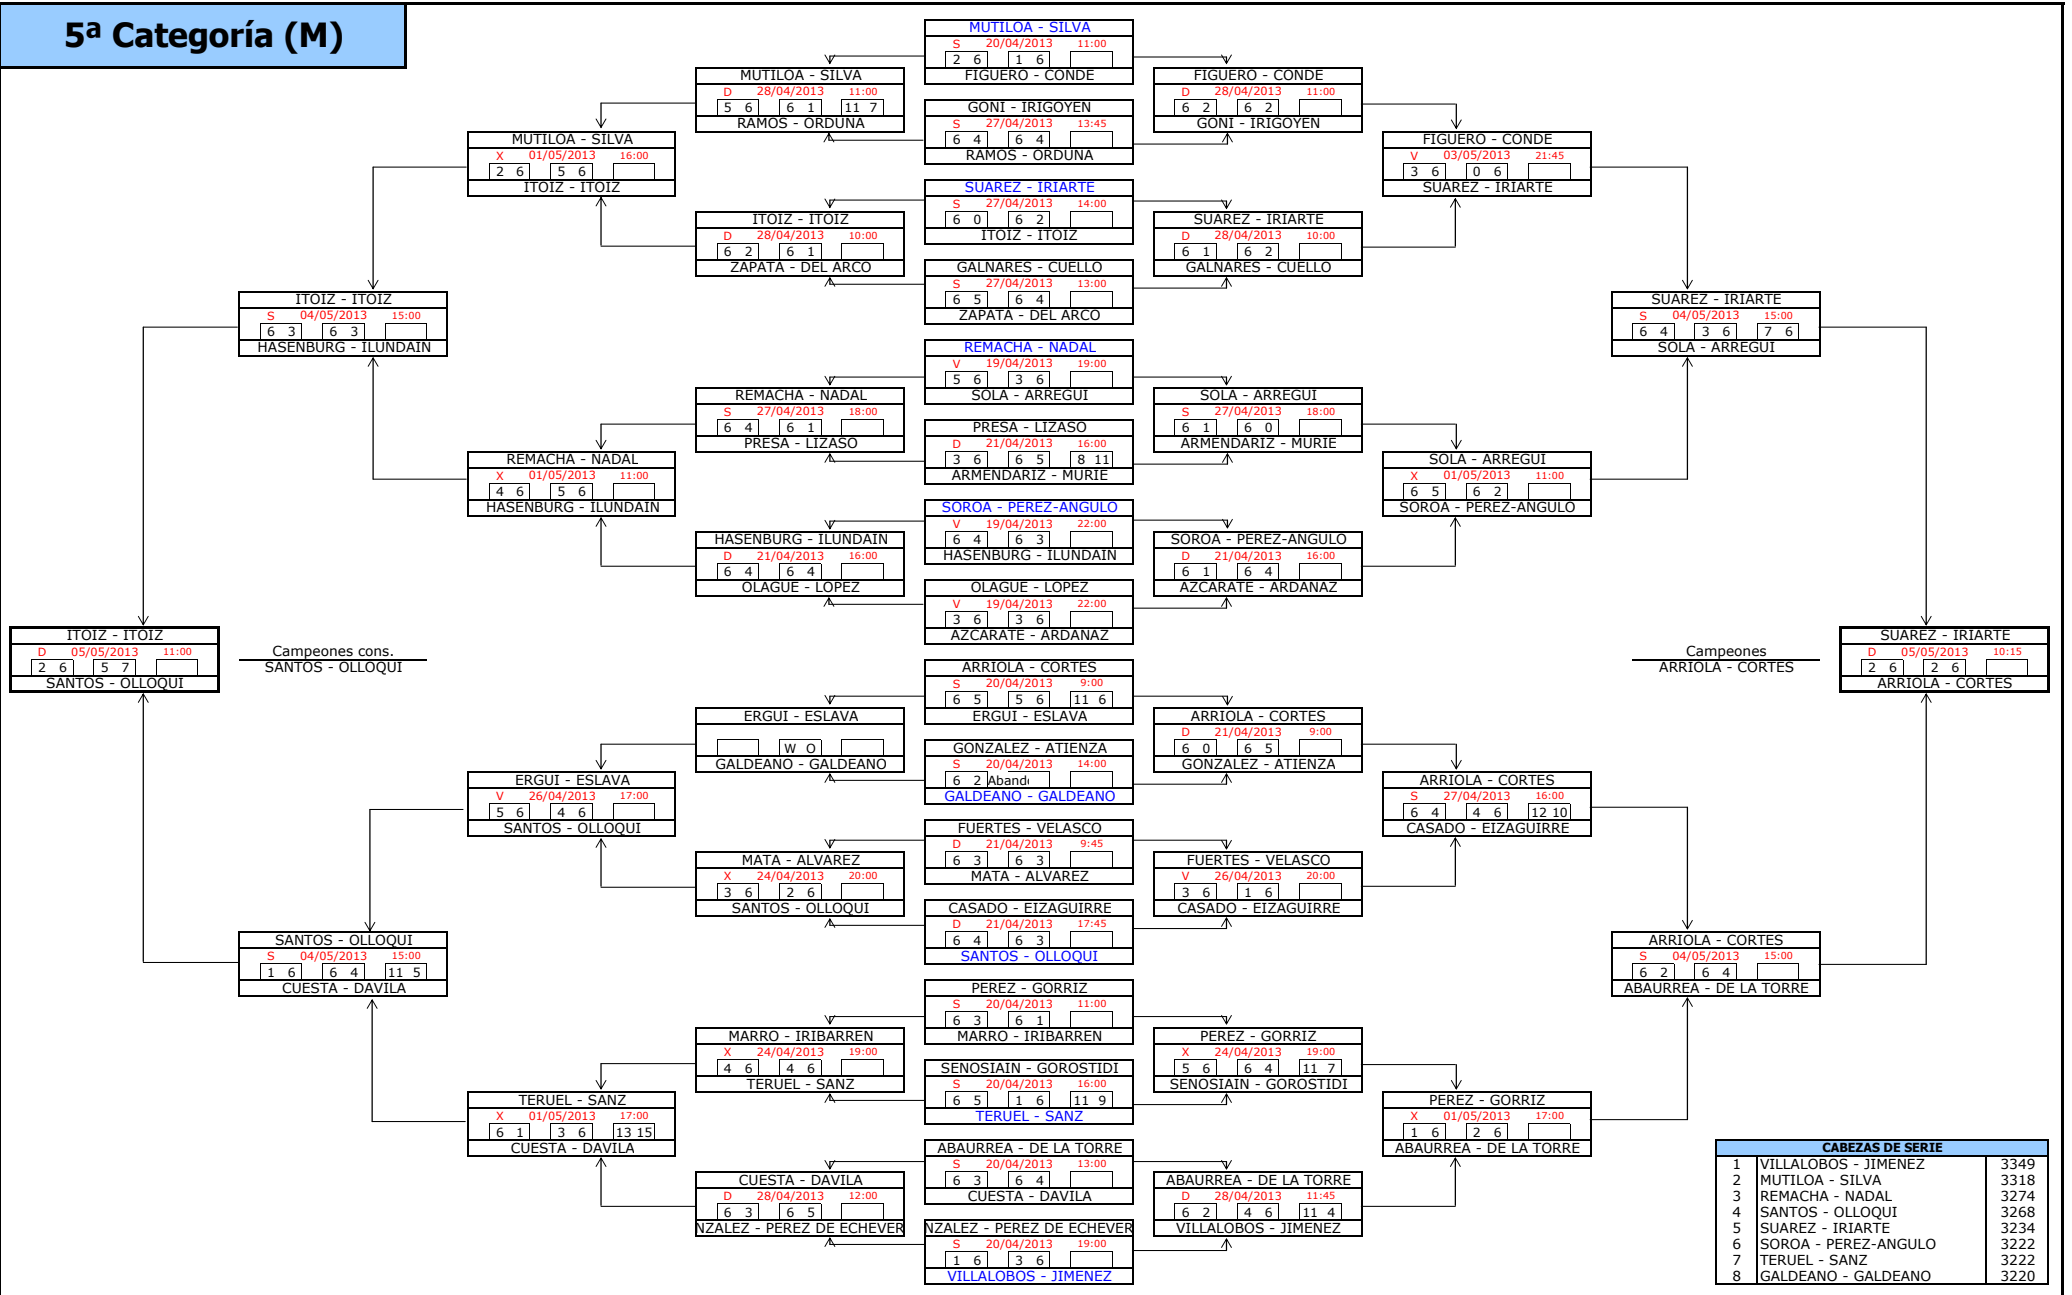 5ª Categoría (M)
ITOIZ - ITOIZ
D 05/05/2013 11:00
2 6 5 7
SANTOS - OLLOQUI
Campeones cons.
SANTOS - OLLOQUI
ITOIZ - ITOIZ
S 04/05/2013 15:00
6 3 6 3
HASENBURG - ILUNDAIN
SANTOS - OLLOQUI
S 04/05/2013 15:00
1 6 6 4 11 5
CUESTA - DAVILA
MUTILOA - SILVA
X 01/05/2013 16:00
2 6 5 6
ITOIZ - ITOIZ
REMACHA - NADAL
X 01/05/2013 11:00
4 6 5 6
HASENBURG - ILUNDAIN
ERGUI - ESLAVA
V 26/04/2013 17:00
5 6 4 6
SANTOS - OLLOQUI
TERUEL - SANZ
X 01/05/2013 17:00
6 1 3 6 13 15
CUESTA - DAVILA
MUTILOA - SILVA
D 28/04/2013 11:00
5 6 6 1 11 7
RAMOS - ORDUNA
ITOIZ - ITOIZ
D 28/04/2013 10:00
6 2 6 1
ZAPATA - DEL ARCO
REMACHA - NADAL
S 27/04/2013 18:00
6 4 6 1
PRESA - LIZASO
HASENBURG - ILUNDAIN
D 21/04/2013 16:00
6 4 6 4
OLAGUE - LOPEZ
ERGUI - ESLAVA
W O
GALDEANO - GALDEANO
MATA - ALVAREZ
X 24/04/2013 20:00
3 6 2 6
SANTOS - OLLOQUI
MARRO - IRIBARREN
X 24/04/2013 19:00
4 6 4 6
TERUEL - SANZ
CUESTA - DAVILA
D 28/04/2013 12:00
6 3 6 5
NZALEZ - PEREZ DE ECHEVER
MUTILOA - SILVA
S 20/04/2013 11:00
2 6 1 6
FIGUERO - CONDE
GONI - IRIGOYEN
S 27/04/2013 13:45
6 4 6 4
RAMOS - ORDUNA
SUAREZ - IRIARTE
S 27/04/2013 14:00
6 0 6 2
ITOIZ - ITOIZ
GALNARES - CUELLO
S 27/04/2013 13:00
6 5 6 4
ZAPATA - DEL ARCO
REMACHA - NADAL
V 19/04/2013 19:00
5 6 3 6
SOLA - ARREGUI
PRESA - LIZASO
D 21/04/2013 16:00
3 6 6 5 8 11
ARMENDARIZ - MURIE
SOROA - PEREZ-ANGULO
V 19/04/2013 22:00
6 4 6 3
HASENBURG - ILUNDAIN
OLAGUE - LOPEZ
V 19/04/2013 22:00
3 6 3 6
AZCARATE - ARDANAZ
ARRIOLA - CORTES
S 20/04/2013 9:00
6 5 5 6 11 6
ERGUI - ESLAVA
GONZALEZ - ATIENZA
S 20/04/2013 14:00
6 2 Aband
GALDEANO - GALDEANO
FUERTES - VELASCO
D 21/04/2013 9:45
6 3 6 3
MATA - ALVAREZ
CASADO - EIZAGUIRRE
D 21/04/2013 17:45
6 4 6 3
SANTOS - OLLOQUI
PEREZ - GORRIZ
S 20/04/2013 11:00
6 3 6 1
MARRO - IRIBARREN
SENOSIAIN - GOROSTIDI
S 20/04/2013 16:00
6 5 1 6 11 9
TERUEL - SANZ
ABAURREA - DE LA TORRE
S 20/04/2013 13:00
6 3 6 4
CUESTA - DAVILA
NZALEZ - PEREZ DE ECHEVER
S 20/04/2013 19:00
1 6 3 6
VILLALOBOS - JIMENEZ
FIGUERO - CONDE
D 28/04/2013 11:00
6 2 6 2
GONI - IRIGOYEN
SUAREZ - IRIARTE
D 28/04/2013 10:00
6 1 6 2
GALNARES - CUELLO
SOLA - ARREGUI
S 27/04/2013 18:00
6 1 6 0
ARMENDARIZ - MURIE
SOROA - PEREZ-ANGULO
D 21/04/2013 16:00
6 1 6 4
AZCARATE - ARDANAZ
ARRIOLA - CORTES
D 21/04/2013 9:00
6 0 6 5
GONZALEZ - ATIENZA
FUERTES - VELASCO
V 26/04/2013 20:00
3 6 1 6
CASADO - EIZAGUIRRE
PEREZ - GORRIZ
X 24/04/2013 19:00
5 6 6 4 11 7
SENOSIAIN - GOROSTIDI
ABAURREA - DE LA TORRE
D 28/04/2013 11:45
6 2 4 6 11 4
VILLALOBOS - JIMENEZ
FIGUERO - CONDE
V 03/05/2013 21:45
3 6 0 6
SUAREZ - IRIARTE
SOLA - ARREGUI
X 01/05/2013 11:00
6 5 6 2
SOROA - PEREZ-ANGULO
ARRIOLA - CORTES
S 27/04/2013 16:00
6 4 4 6 12 10
CASADO - EIZAGUIRRE
PEREZ - GORRIZ
X 01/05/2013 17:00
1 6 2 6
ABAURREA - DE LA TORRE
SUAREZ - IRIARTE
S 04/05/2013 15:00
6 4 3 6 7 6
SOLA - ARREGUI
ARRIOLA - CORTES
S 04/05/2013 15:00
6 2 6 4
ABAURREA - DE LA TORRE
Campeones
ARRIOLA - CORTES
SUAREZ - IRIARTE
D 05/05/2013 10:15
2 6 2 6
ARRIOLA - CORTES
CABEZAS DE SERIE
1 VILLALOBOS - JIMENEZ 3349
2 MUTILOA - SILVA 3318
3 REMACHA - NADAL 3274
4 SANTOS - OLLOQUI 3268
5 SUAREZ - IRIARTE 3234
6 SOROA - PEREZ-ANGULO 3222
7 TERUEL - SANZ 3222
8 GALDEANO - GALDEANO 3220